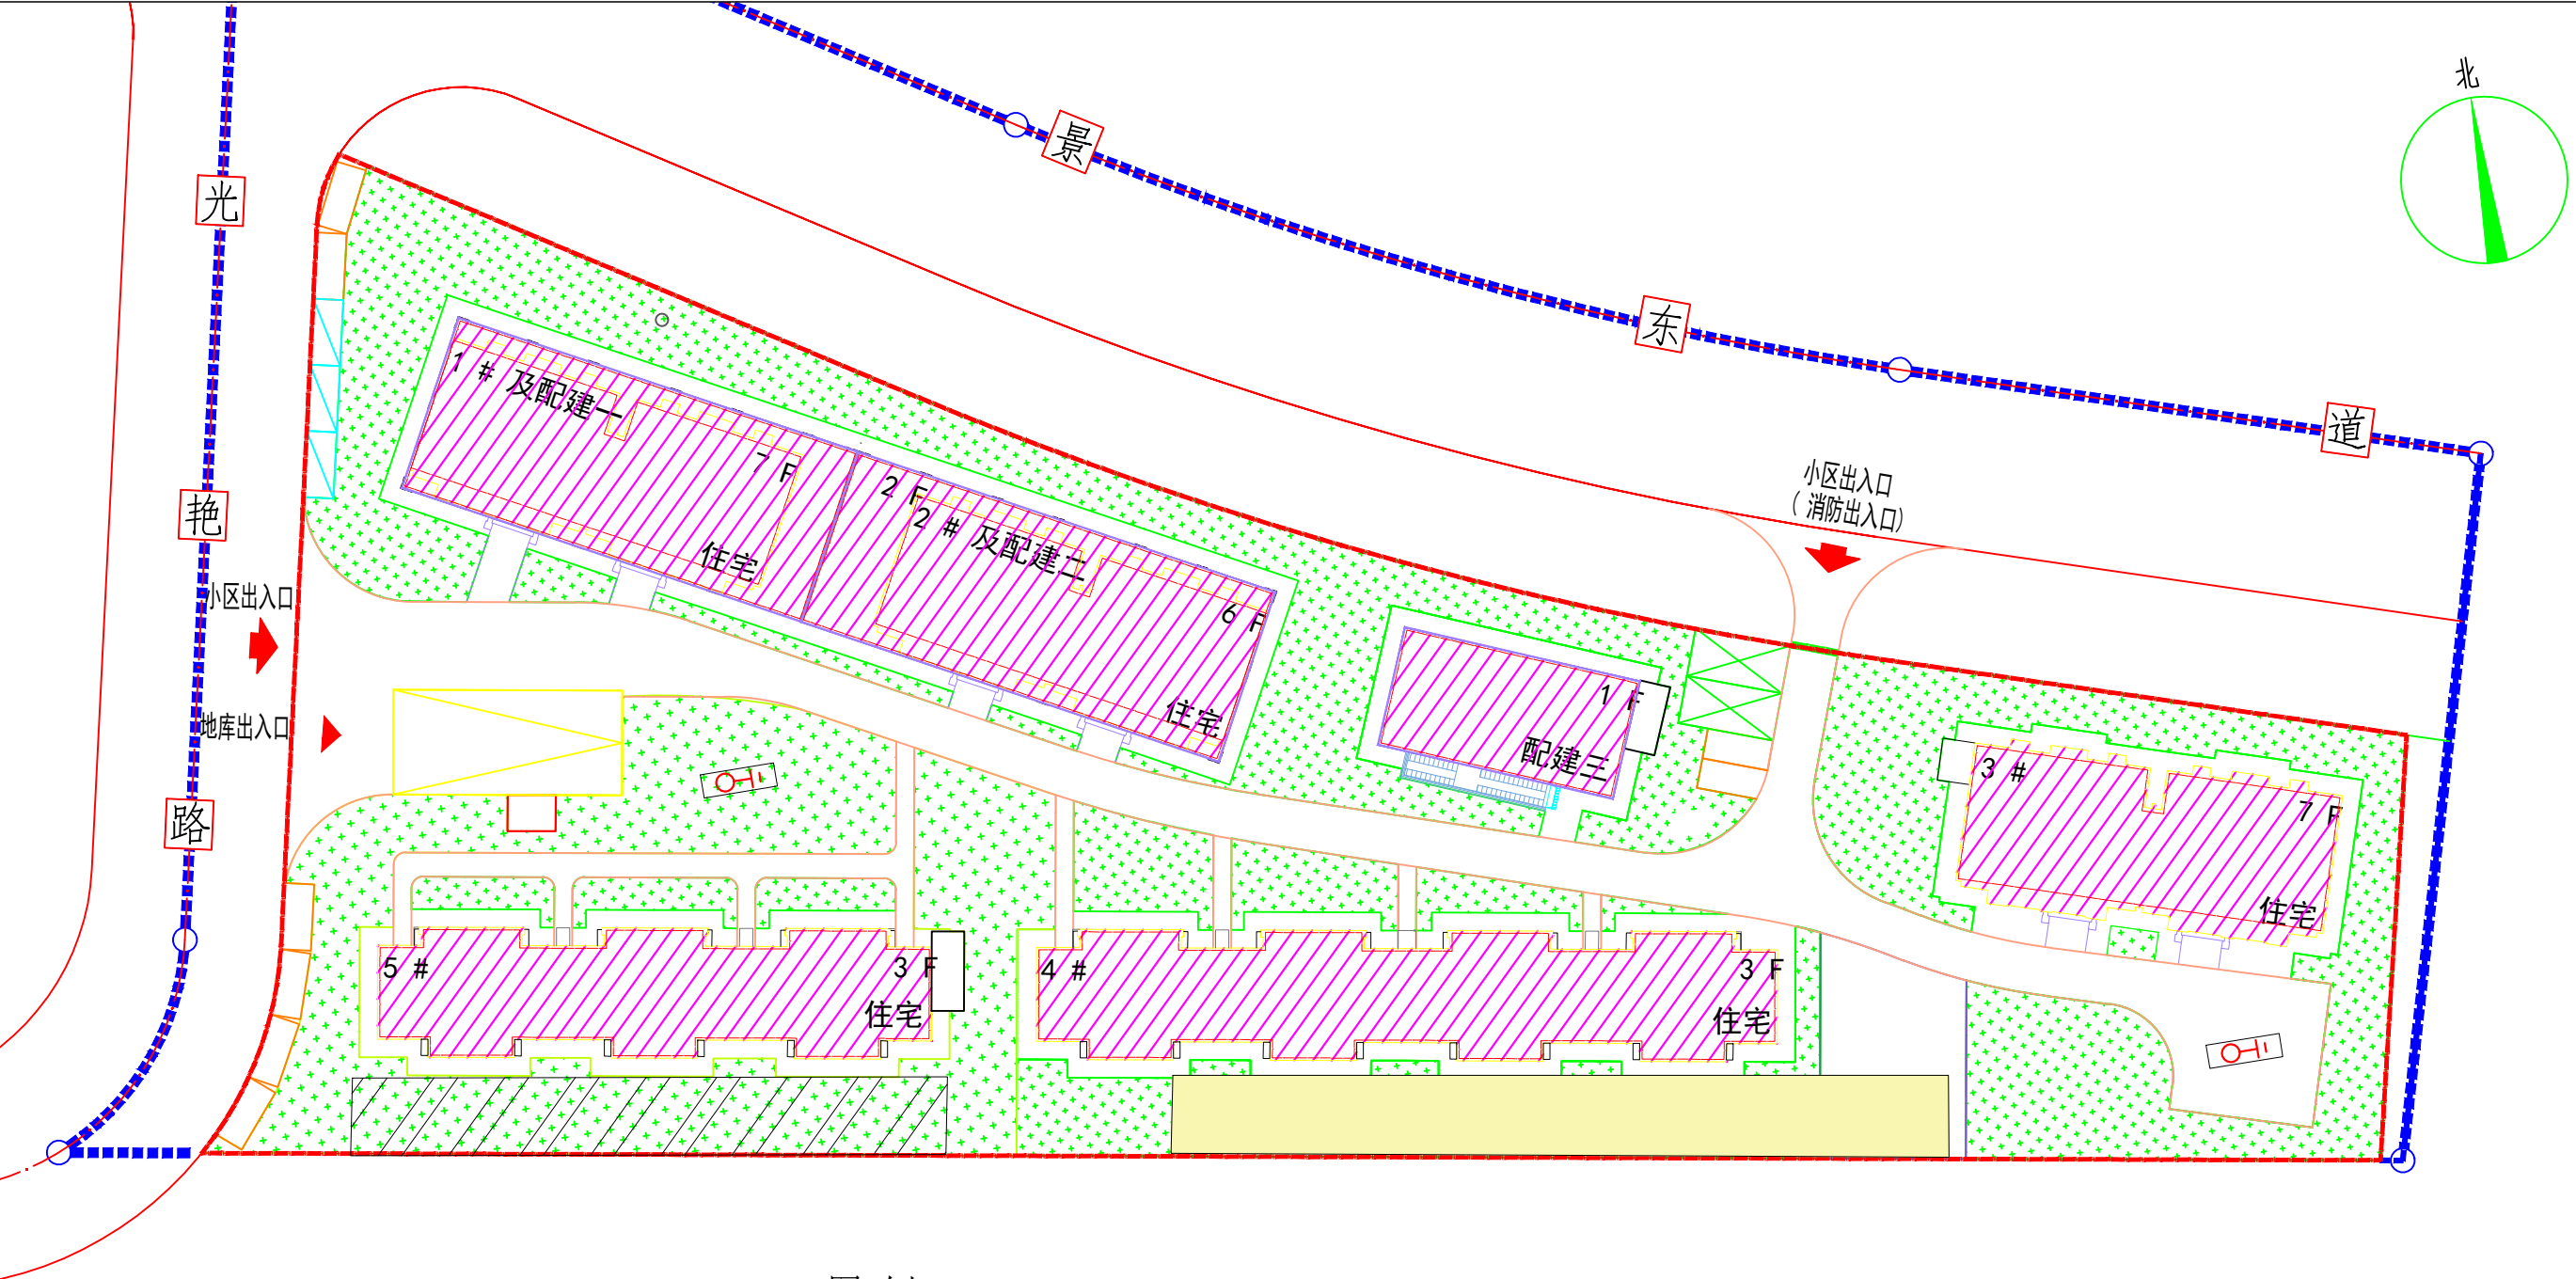 北
景东道
光艳路
1 # 及配建一
7 F
住宅
2 F
2 # 及配建二
6 F
住宅
小区出入口
(消防出入口)
小区出入口
地库出入口
1 F
配建三
3 #
7 F
住宅
5 #
3 F
住宅
4 #
3 F
住宅